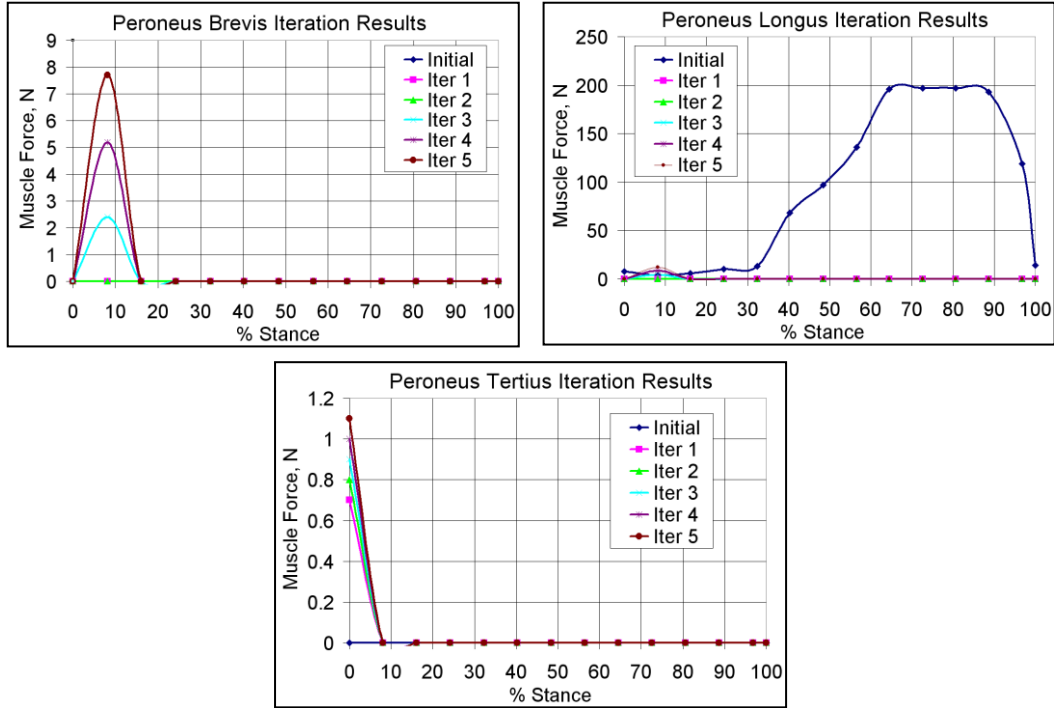 Peroneus Brevis Iteration Results
9
8
7
6
5
4
3
2
1
0
Muscle Force, N
Initial
Iter 1
Iter 2
Iter 3
Iter 4
Iter 5
0 10 20 30 40 50 60 70 80 90 100
% Stance
Peroneus Longus Iteration Results
250
200
150
100
50
0
Muscle Force, N
Initial
Iter 1
Iter 2
Iter 3
Iter 4
Iter 5
0 10 20 30 40 50 60 70 80 90 100
% Stance
Peroneus Tertius Iteration Results
1.2
1
0.8
0.6
0.4
0.2
0
Muscle Force, N
Initial
Iter 1
Iter 2
Iter 3
Iter 4
Iter 5
0 10 20 30 40 50 60 70 80 90 100
% Stance